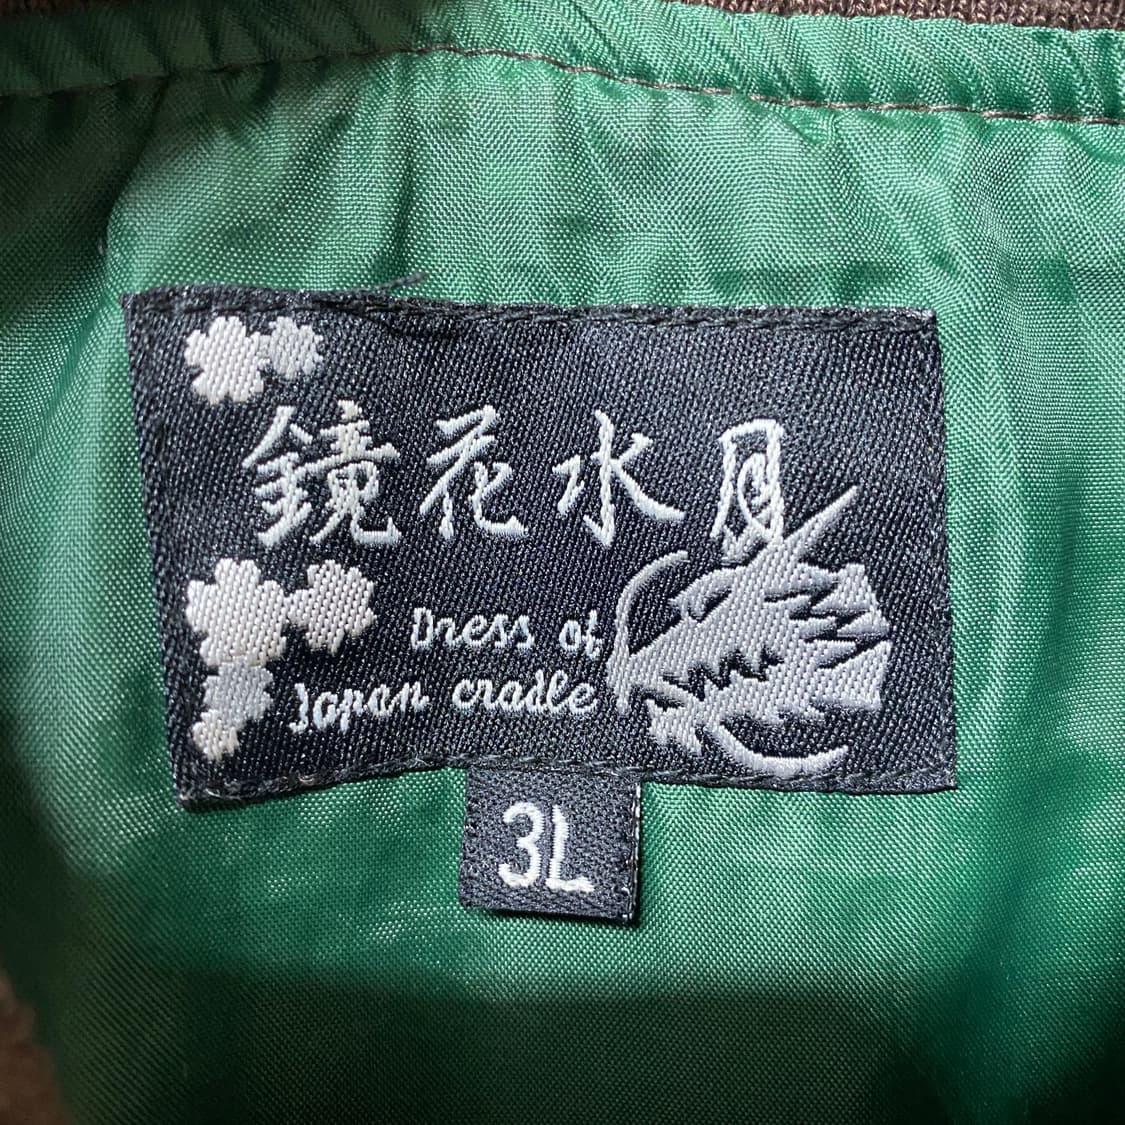 鏡花水月
Dress of
Japan cradle
3L